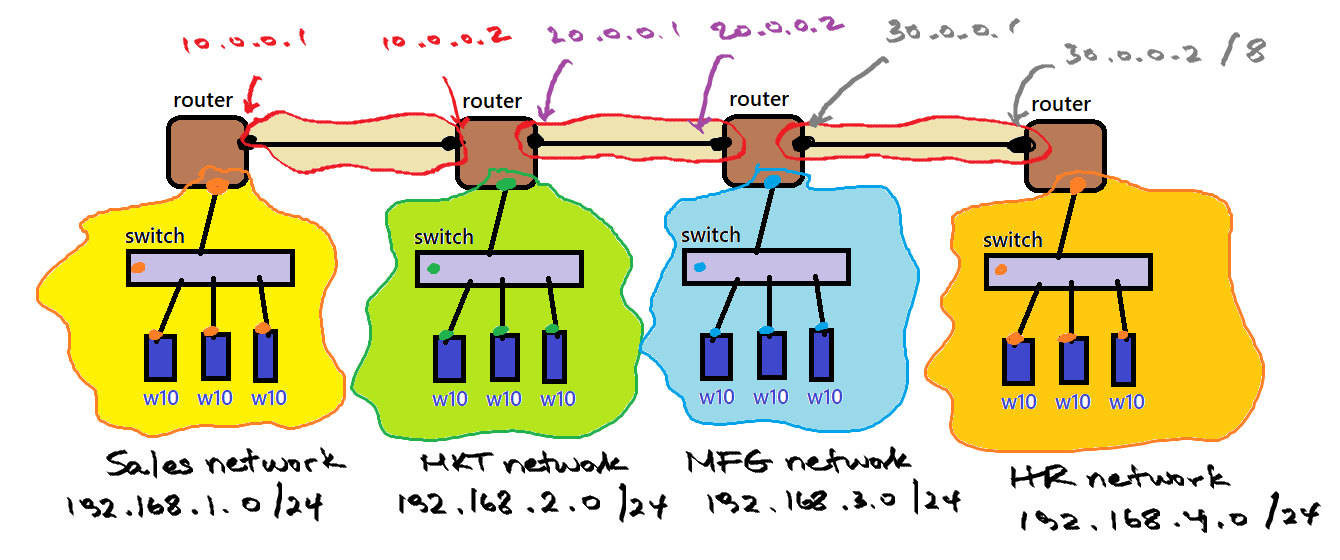 10.0.0.1
10.0.0.2
20.0.0.1
20.0.0.2
30.0.0.1
30.0.0.2 /8
router
router
router
router
switch
switch
switch
switch
w10 w10 w10
w10 w10 w10
w10 w10 w10
w10 w10 w10
Sales network
192.168.1.0/24
MKT network
192.168.2.0/24
MFG network
192.168.3.0/24
HR network
192.168.4.0/24